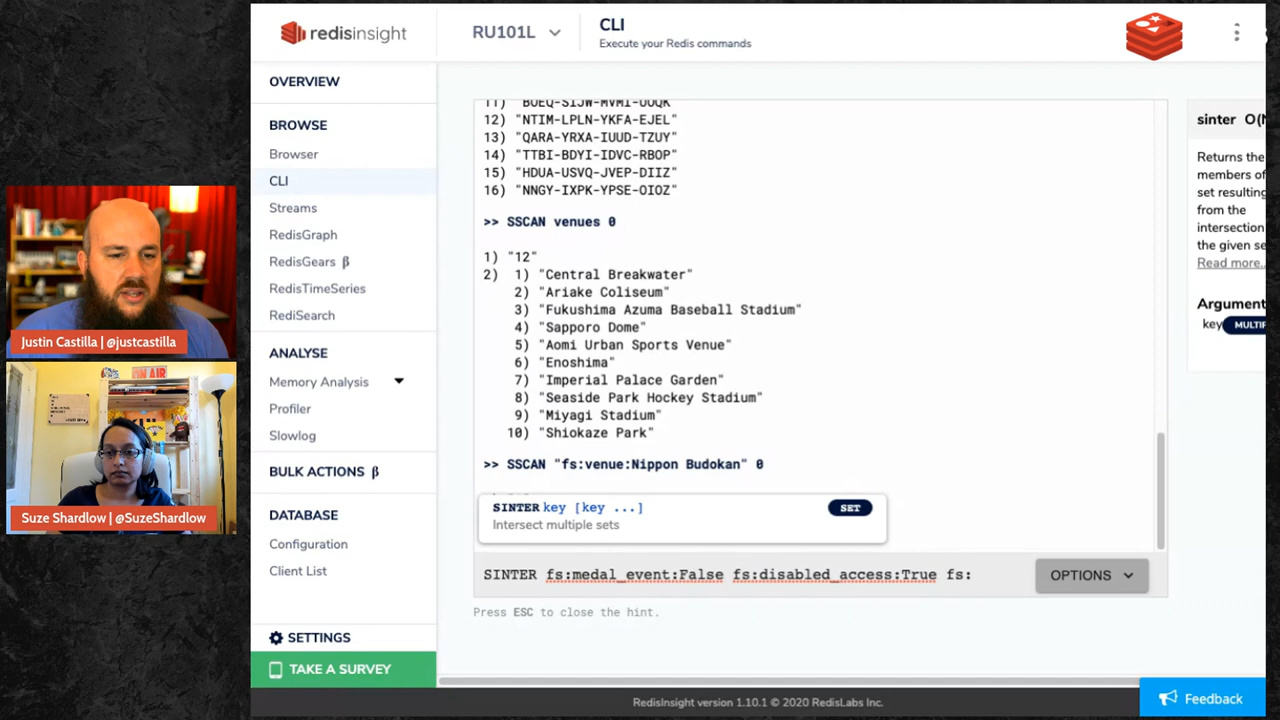 redisinsight
RU101L
CLI
Execute your Redis commands
OVERVIEW
BROWSE
Browser
CLI
Streams
RedisGraph
RedisGears β
RedisTimeSeries
RediSearch
ANALYSE
Memory Analysis
Profiler
Slowlog
BULK ACTIONS β
DATABASE
Configuration
Client List
SETTINGS
TAKE A SURVEY
11) "BUEQ-SIJW-MVMI-UUQK"
12) "NTIM-LPLN-YKFA-EJEL"
13) "QARA-YRXA-IUUD-TZUY"
14) "TTBI-BDYI-IDVC-RBOP"
15) "HDUA-USVQ-JVEP-DIIZ"
16) "NNGY-IXPK-YPSE-OIOZ"
>> SSCAN venues 0
1) "12"
2) 1) "Central Breakwater"
2) "Ariake Coliseum"
3) "Fukushima Azuma Baseball Stadium"
4) "Sapporo Dome"
5) "Aomi Urban Sports Venue"
6) "Enoshima"
7) "Imperial Palace Garden"
8) "Seaside Park Hockey Stadium"
9) "Miyagi Stadium"
10) "Shiokaze Park"
>> SSCAN "fs:venue:Nippon Budokan" 0
SINTER key [key ...]
SET
Intersect multiple sets
SINTER fs:medal_event:False fs:disabled_access:True fs:
OPTIONS
Press ESC to close the hint.
sinter O(N
Returns the
members of
set resulting
from the
intersection
the given se
Read more..
Argument
key MULTIP
RedisInsight version 1.10.1 © 2020 RedisLabs Inc.
Feedback
Justin Castilla | @justcastilla
ON AIR
Suze Shardlow | @SuzeShardlow